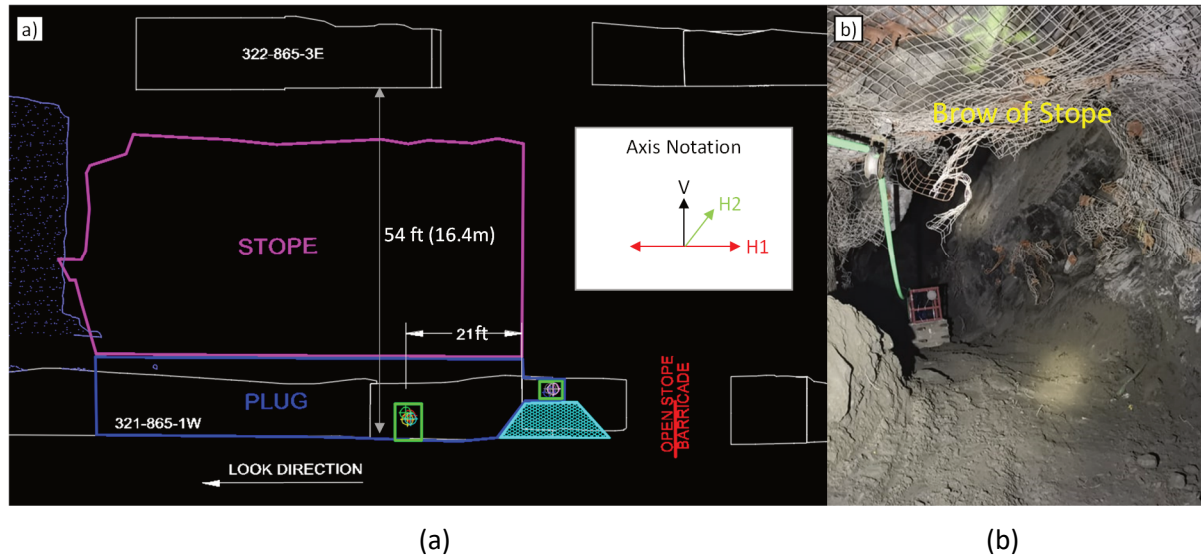 a)
322-865-3E
STOPE
54 ft (16.4m)
21ft
Axis Notation
V
H2
H1
PLUG
321-865-1W
OPEN STOPE
BARRICADE
LOOK DIRECTION
b)
Brow of Stope
(a)
(b)